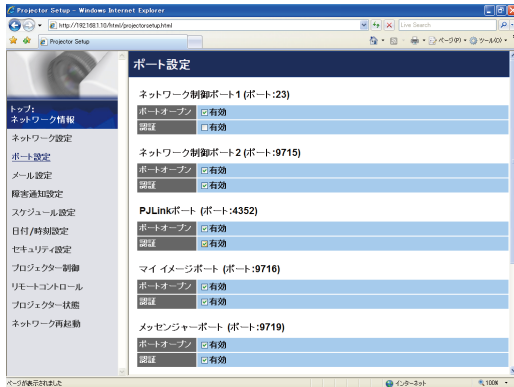 Projector Setup - Windows Internet Explorer
http://192.168.1.10/html/projectorsetup.html
Live Search
Projector Setup
ページ(P)
ツール(O)
トップ:
ネットワーク情報
ネットワーク設定
ポート設定
メール設定
障害通知設定
スケジュール設定
日付/時刻設定
セキュリティ設定
プロジェクター制御
リモートコントロール
プロジェクター状態
ネットワーク再起動
ポート設定
ネットワーク制御ポート1 (ポート:23)
ポートオープン 有効
認証 有効
ネットワーク制御ポート2 (ポート:9715)
ポートオープン 有効
認証 有効
PJLinkポート (ポート:4352)
ポートオープン 有効
認証 有効
マイ イメージポート (ポート:9716)
ポートオープン 有効
認証 有効
メッセンジャーポート (ポート:9719)
ポートオープン 有効
認証 有効
ページが表示されました
インターネット
100%